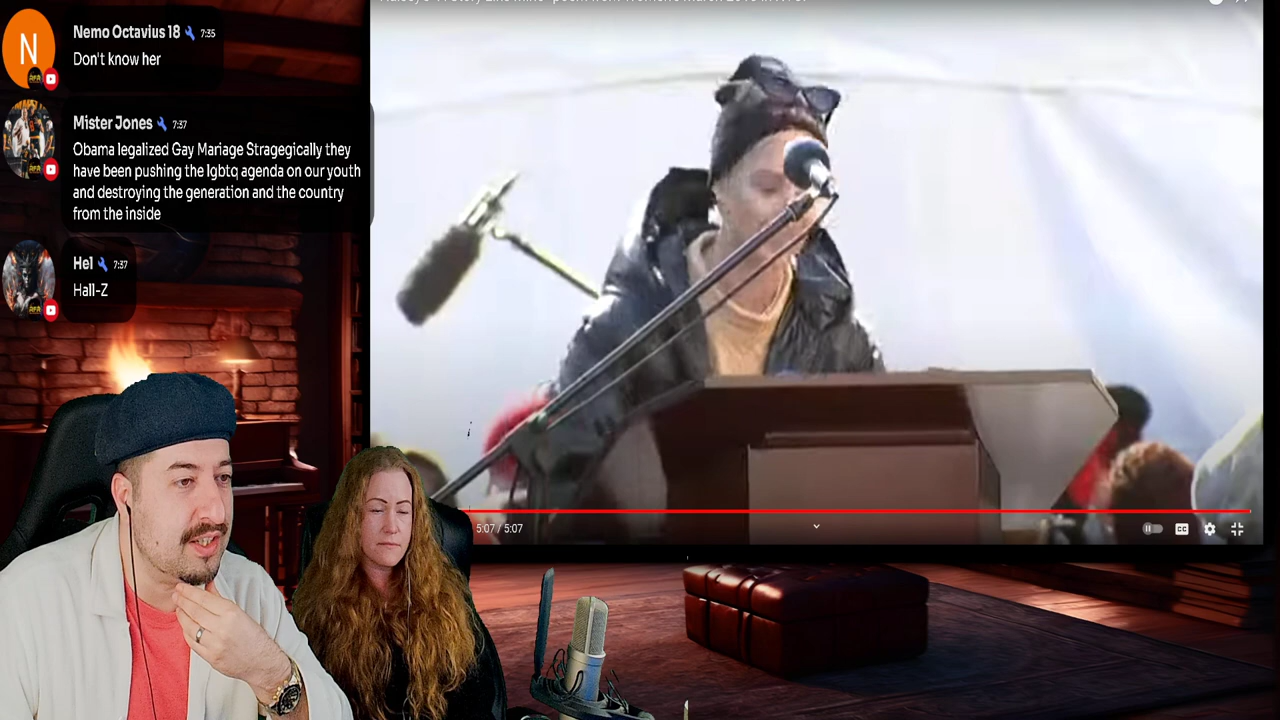 Nemo Octavius 18 7:35
Don't know her
Mister Jones 7:37
Obama legalized Gay Mariage Stragegically they
have been pushing the lgbtq agenda on our youth
and destroying the generation and the country
from the inside
Hel 7:37
Hall-Z
N
5:07 / 5:07
CC